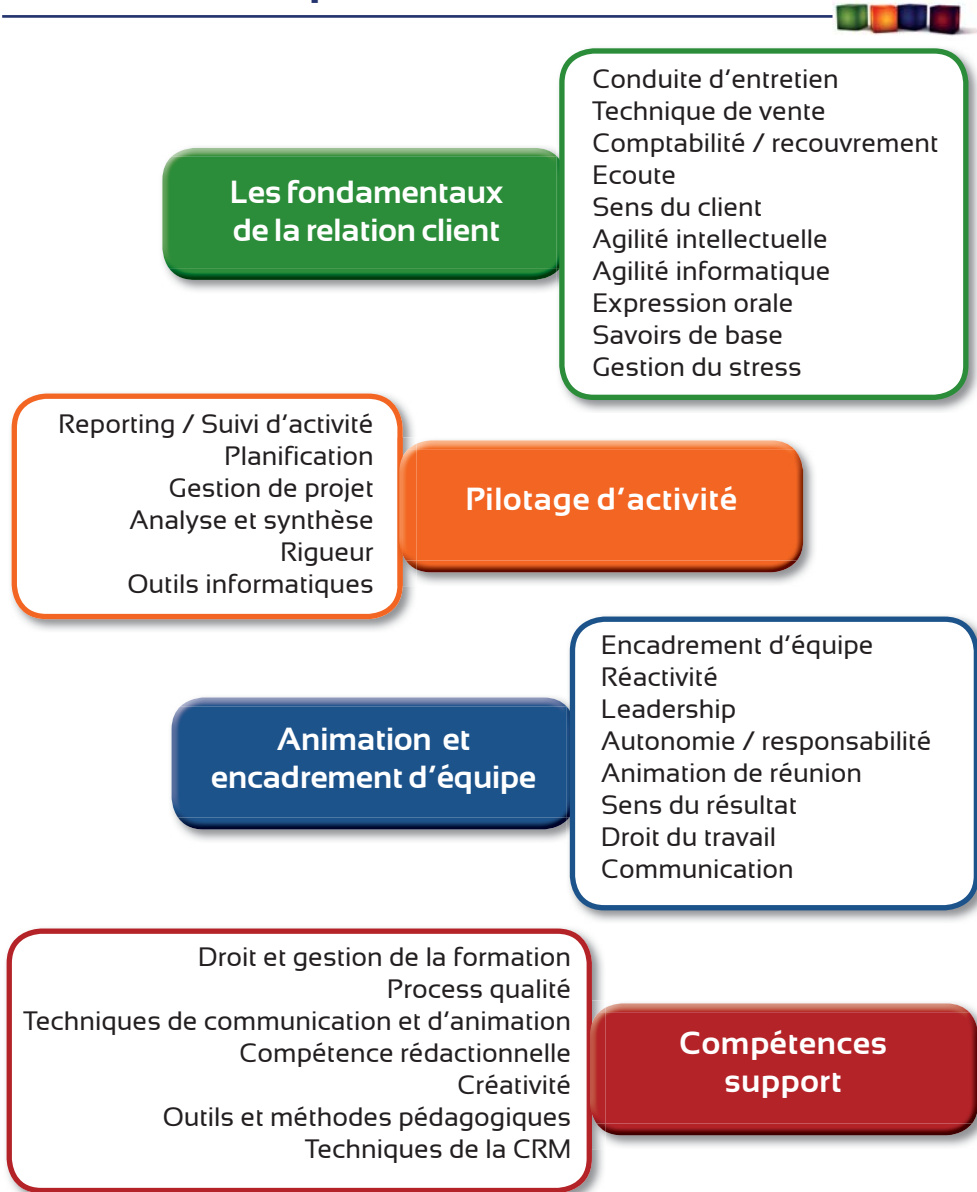 Conduite d'entretien
Technique de vente
Comptabilité / recouvrement
Ecoute
Sens du client
Agilité intellectuelle
Agilité informatique
Expression orale
Savoirs de base
Gestion du stress
Les fondamentaux
de la relation client
Reporting / Suivi d'activité
Planification
Gestion de projet
Analyse et synthèse
Rigueur
Outils informatiques
Pilotage d'activité
Encadrement d'équipe
Réactivité
Leadership
Autonomie / responsabilité
Animation de réunion
Sens du résultat
Droit du travail
Communication
Animation et
encadrement d'équipe
Droit et gestion de la formation
Process qualité
Techniques de communication et d'animation
Compétence rédactionnelle
Créativité
Outils et méthodes pédagogiques
Techniques de la CRM
Compétences
support